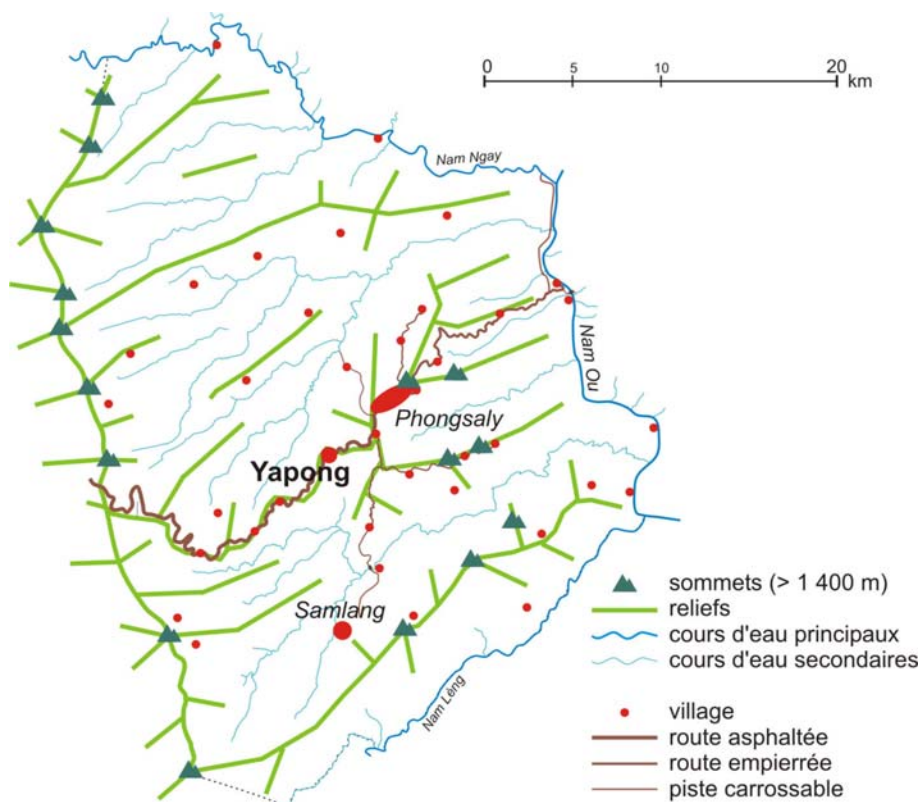 0 5 10 20
km
Nam Ngay
Nam Ou
Phongsaly
Yapong
Samlang
Nam Lèng
sommets (> 1 400 m)
reliefs
cours d'eau principaux
cours d'eau secondaires
village
route asphaltée
route empierrée
piste carrossable